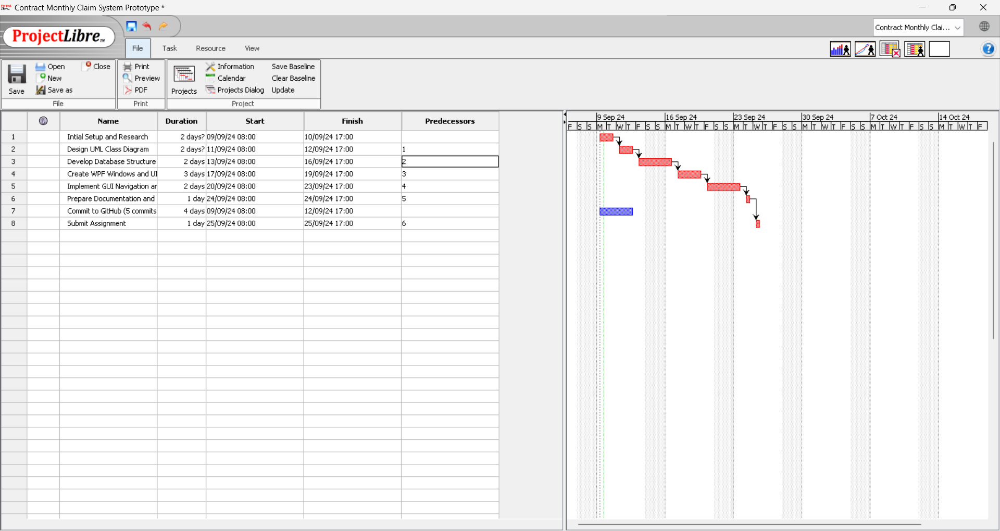 Contract Monthly Claim System Prototype *
ProjectLibre™
Contract Monthly Clai...
File Task Resource View
Save
Open
New
Save as
Close
File
Print
Preview
PDF
Print
Projects
Information
Calendar
Projects Dialog
Save Baseline
Clear Baseline
Update
Project
Name Duration Start Finish Predecessors
1 Intial Setup and Research 2 days? 09/09/24 08:00 10/09/24 17:00
2 Design UML Class Diagram 2 days? 11/09/24 08:00 12/09/24 17:00 1
3 Develop Database Structure 2 days 13/09/24 08:00 16/09/24 17:00 2
4 Create WPF Windows and UI 3 days 17/09/24 08:00 19/09/24 17:00 3
5 Implement GUI Navigation ar 2 days 20/09/24 08:00 23/09/24 17:00 4
6 Prepare Documentation and 1 day 24/09/24 08:00 24/09/24 17:00 5
7 Commit to GitHub (5 commits 4 days 09/09/24 08:00 12/09/24 17:00
8 Submit Assignment 1 day 25/09/24 08:00 25/09/24 17:00 6
9 Sep 24 16 Sep 24 23 Sep 24 30 Sep 24 7 Oct 24 14 Oct 24
F S S M T W T F S S M T W T F S S M T W T F S S M T W T F S S M T W T F S S M T W T F